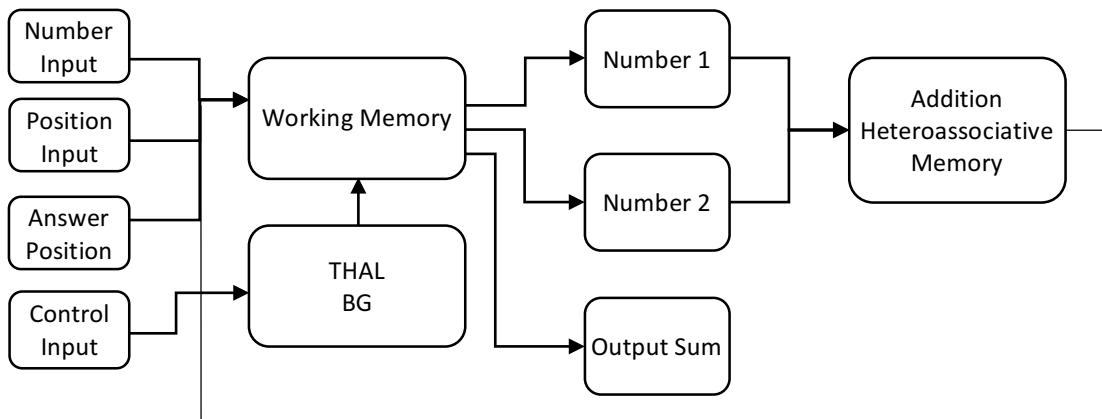 Number
Input
Position
Input
Answer
Position
Control
Input
Working Memory
THAL
BG
Number 1
Number 2
Output Sum
Addition
Heteroassociative
Memory